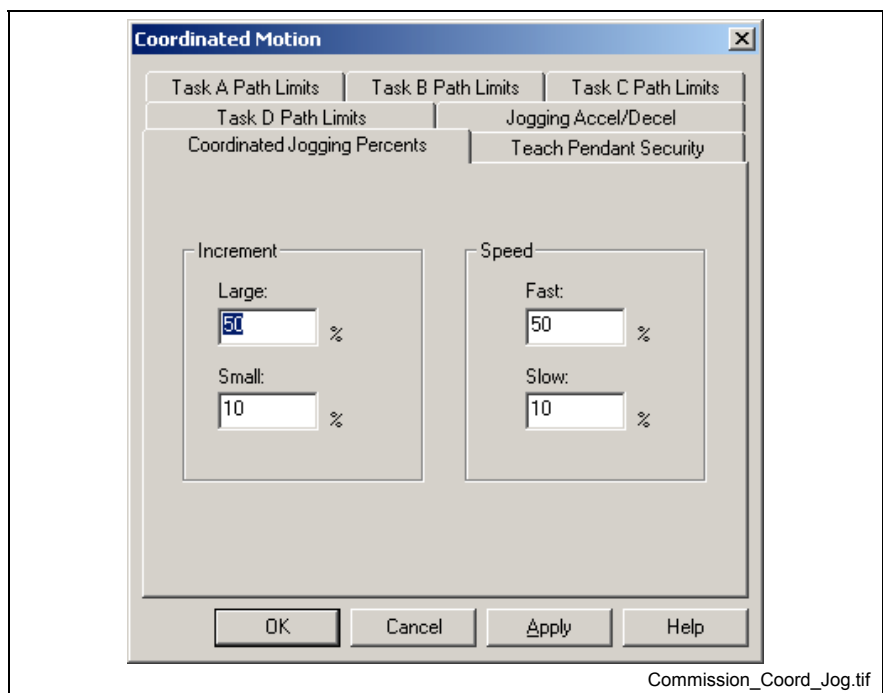 Coordinated Motion
Task A Path Limits Task B Path Limits Task C Path Limits
Task D Path Limits Jogging Accel/Decel
Coordinated Jogging Percents Teach Pendant Security
Increment Speed
Large: Fast:
50 % 50 %
Small: Slow:
10 % 10 %
OK Cancel Apply Help
Commission_Coord_Jog.tif